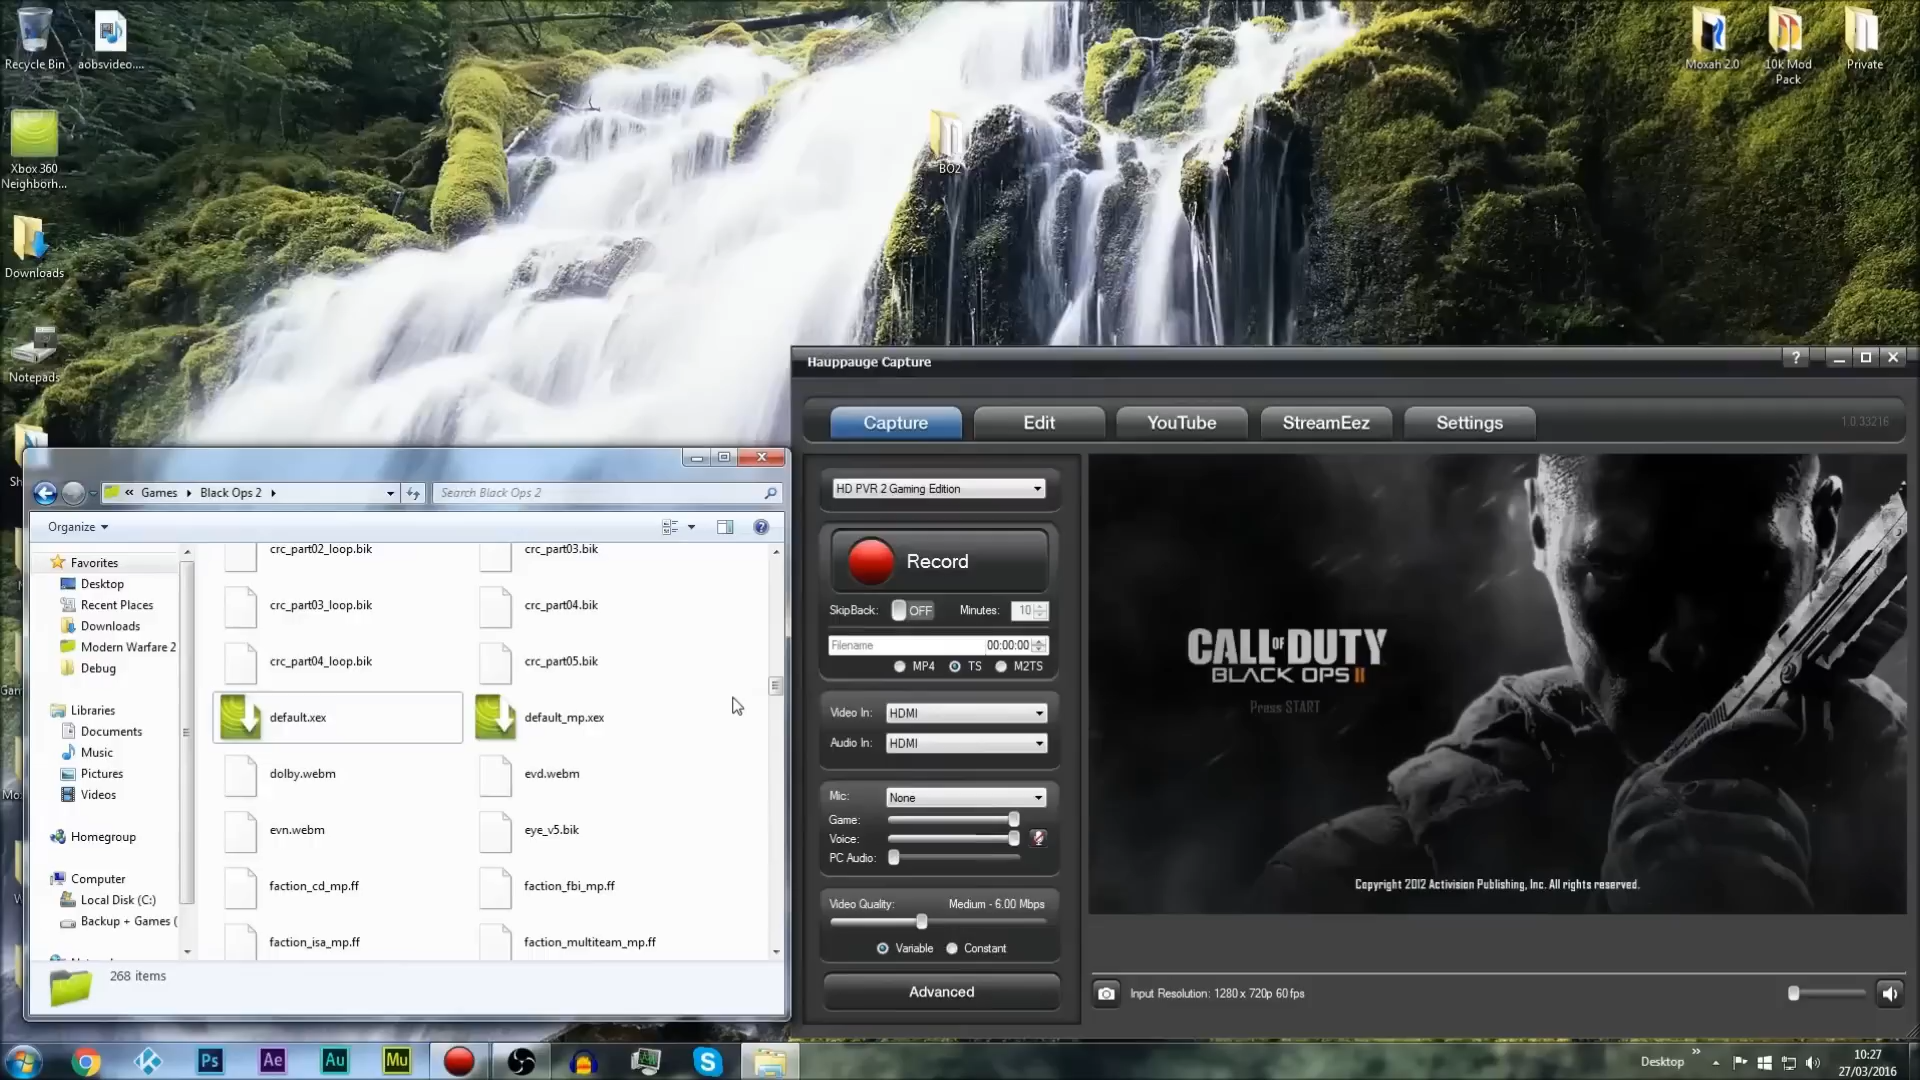 Recycle Bin
aobsvideo....
Xbox 360
Neighborh...
Downloads
Notepads
BO2
Moxah 2.0
10k Mod
Pack
Private
Hauppauge Capture
?
Capture
Edit
YouTube
StreamEez
Settings
1.0.33216
HD PVR 2 Gaming Edition
Record
SkipBack: OFF Minutes: 10
Filename 00:00:00
MP4 TS M2TS
Video In: HDMI
Audio In: HDMI
Mic: None
Game:
Voice:
PC Audio:
Video Quality: Medium - 6.00 Mbps
Variable Constant
Advanced
CALL OF DUTY
BLACK OPS II
Press START
Copyright 2012 Activision Publishing, Inc. All rights reserved.
Input Resolution: 1280 x 720p 60 fps
« Games Black Ops 2
Search Black Ops 2
Organize
Favorites
Desktop
Recent Places
Downloads
Modern Warfare 2
Debug
Libraries
Documents
Music
Pictures
Videos
Homegroup
Computer
Local Disk (C:)
Backup + Games (
crc_part02_loop.bik
crc_part03.bik
crc_part03_loop.bik
crc_part04.bik
crc_part04_loop.bik
crc_part05.bik
default.xex
default_mp.xex
dolby.webm
evd.webm
evn.webm
eye_v5.bik
faction_cd_mp.ff
faction_fbi_mp.ff
faction_isa_mp.ff
faction_multiteam_mp.ff
268 items
Ps
Ae
Au
Mu
Desktop
»
10:27
27/03/2016